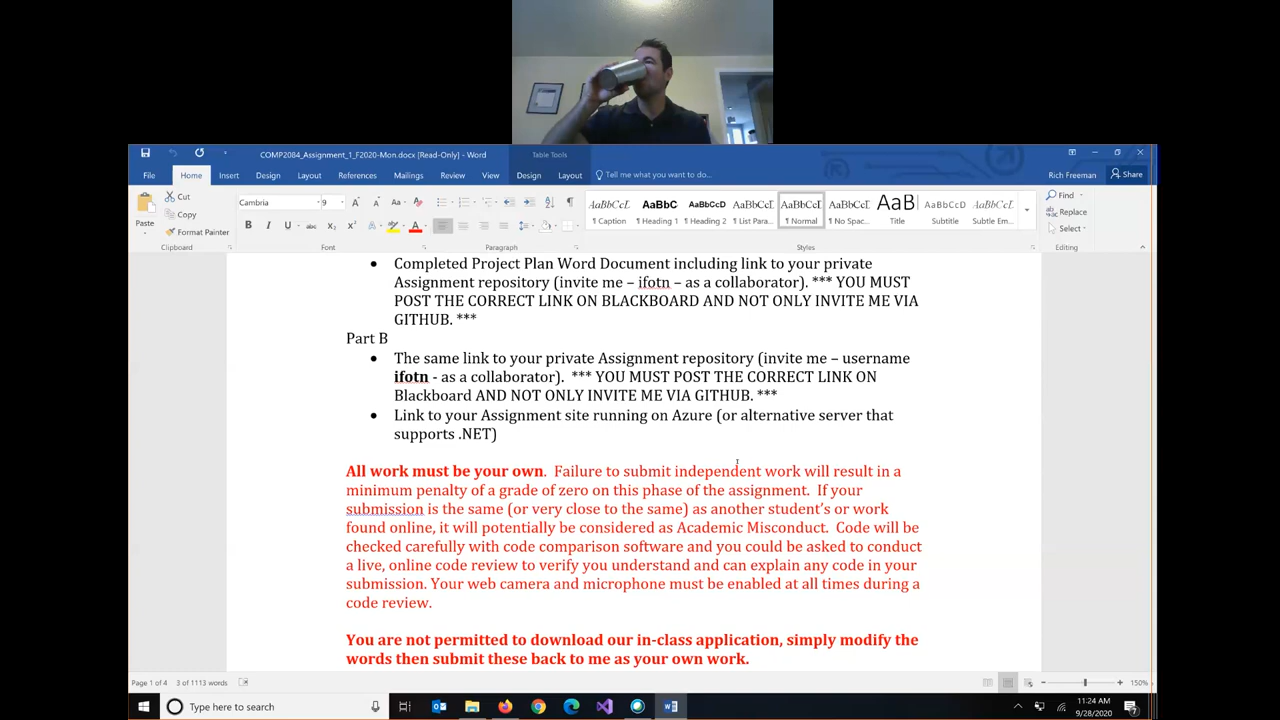 COMP2084_Assignment_1_F2020-Mon.docx [Read-Only] - Word
Table Tools
Rich Freeman
Share
File
Home
Insert
Design
Layout
References
Mailings
Review
View
Design
Layout
Tell me what you want to do...
Paste
Cut
Copy
Format Painter
Clipboard
Cambria
9
Font
Paragraph
AaBbCcL
AaBbC
AaBbCcD
AaBbCcL
AaBbCcL
AaBbCcL
AaB
AaBbCcD
AaBbCcL
¶ Caption
¶ Heading 1
¶ Heading 2
¶ List Para...
¶ Normal
¶ No Spac...
Title
Subtitle
Subtle Em...
Styles
Find
Replace
Select
Editing
• Completed Project Plan Word Document including link to your private
Assignment repository (invite me – ifotn – as a collaborator). *** YOU MUST
POST THE CORRECT LINK ON BLACKBOARD AND NOT ONLY INVITE ME VIA
GITHUB. ***
Part B
• The same link to your private Assignment repository (invite me – username
ifotn - as a collaborator). *** YOU MUST POST THE CORRECT LINK ON
Blackboard AND NOT ONLY INVITE ME VIA GITHUB. ***
• Link to your Assignment site running on Azure (or alternative server that
supports .NET)
All work must be your own. Failure to submit independent work will result in a
minimum penalty of a grade of zero on this phase of the assignment. If your
submission is the same (or very close to the same) as another student's or work
found online, it will potentially be considered as Academic Misconduct. Code will be
checked carefully with code comparison software and you could be asked to conduct
a live, online code review to verify you understand and can explain any code in your
submission. Your web camera and microphone must be enabled at all times during a
code review.
You are not permitted to download our in-class application, simply modify the
words then submit these back to me as your own work.
Page 1 of 4
3 of 1113 words
150%
Type here to search
11:24 AM
9/28/2020